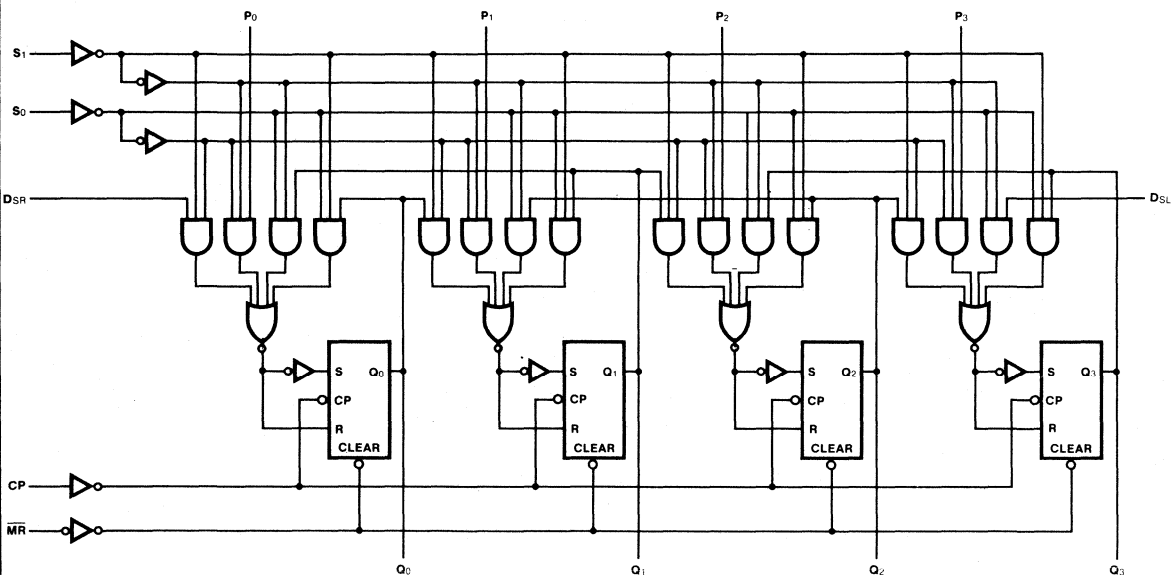 P0 P1 P2 P3
S1
S0
DSR DSL
S Q0 S Q1 S Q2 S Q3
CP CP CP CP
R R R R
CLEAR CLEAR CLEAR CLEAR
CP
MR
Q0 Q1 Q2 Q3